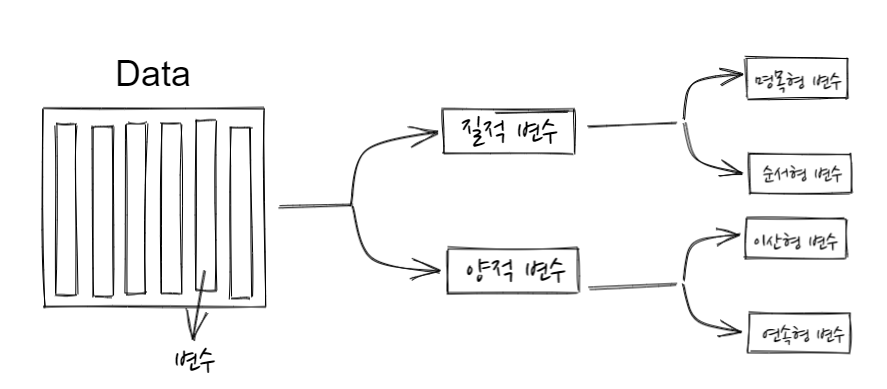 Data
변수
질적 변수
양적 변수
명목형 변수
순서형 변수
이산형 변수
연속형 변수